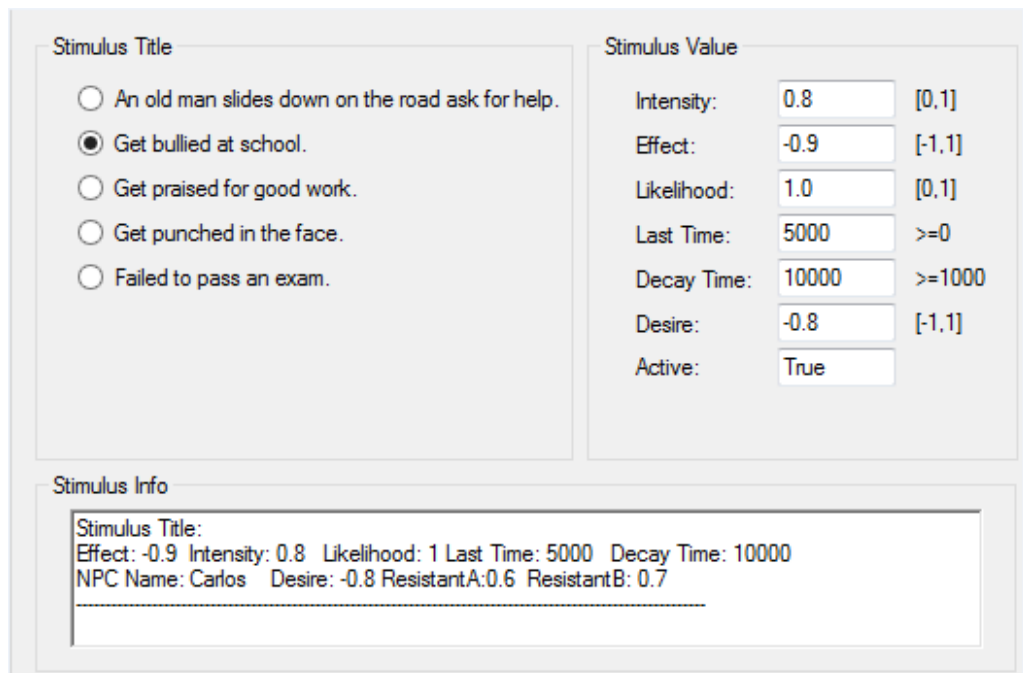 Stimulus Title
An old man slides down on the road ask for help.
Get bullied at school.
Get praised for good work.
Get punched in the face.
Failed to pass an exam.
Stimulus Value
Intensity: 0.8 [0,1]
Effect: -0.9 [-1,1]
Likelihood: 1.0 [0,1]
Last Time: 5000 >=0
Decay Time: 10000 >=1000
Desire: -0.8 [-1,1]
Active: True
Stimulus Info
Stimulus Title:
Effect: -0.9 Intensity: 0.8 Likelihood: 1 Last Time: 5000 Decay Time: 10000
NPC Name: Carlos Desire: -0.8 ResistantA:0.6 ResistantB: 0.7